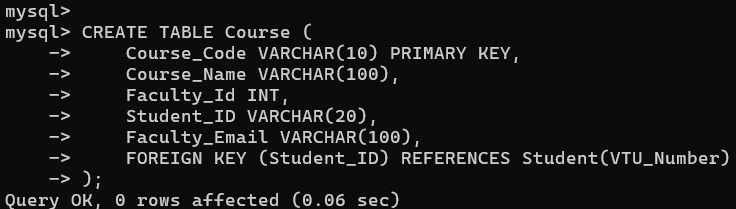 mysql>
mysql> CREATE TABLE Course (
    ->     Course_Code VARCHAR(10) PRIMARY KEY,
    ->     Course_Name VARCHAR(100),
    ->     Faculty_Id INT,
    ->     Student_ID VARCHAR(20),
    ->     Faculty_Email VARCHAR(100),
    ->     FOREIGN KEY (Student_ID) REFERENCES Student(VTU_Number)
    -> );
Query OK, 0 rows affected (0.06 sec)